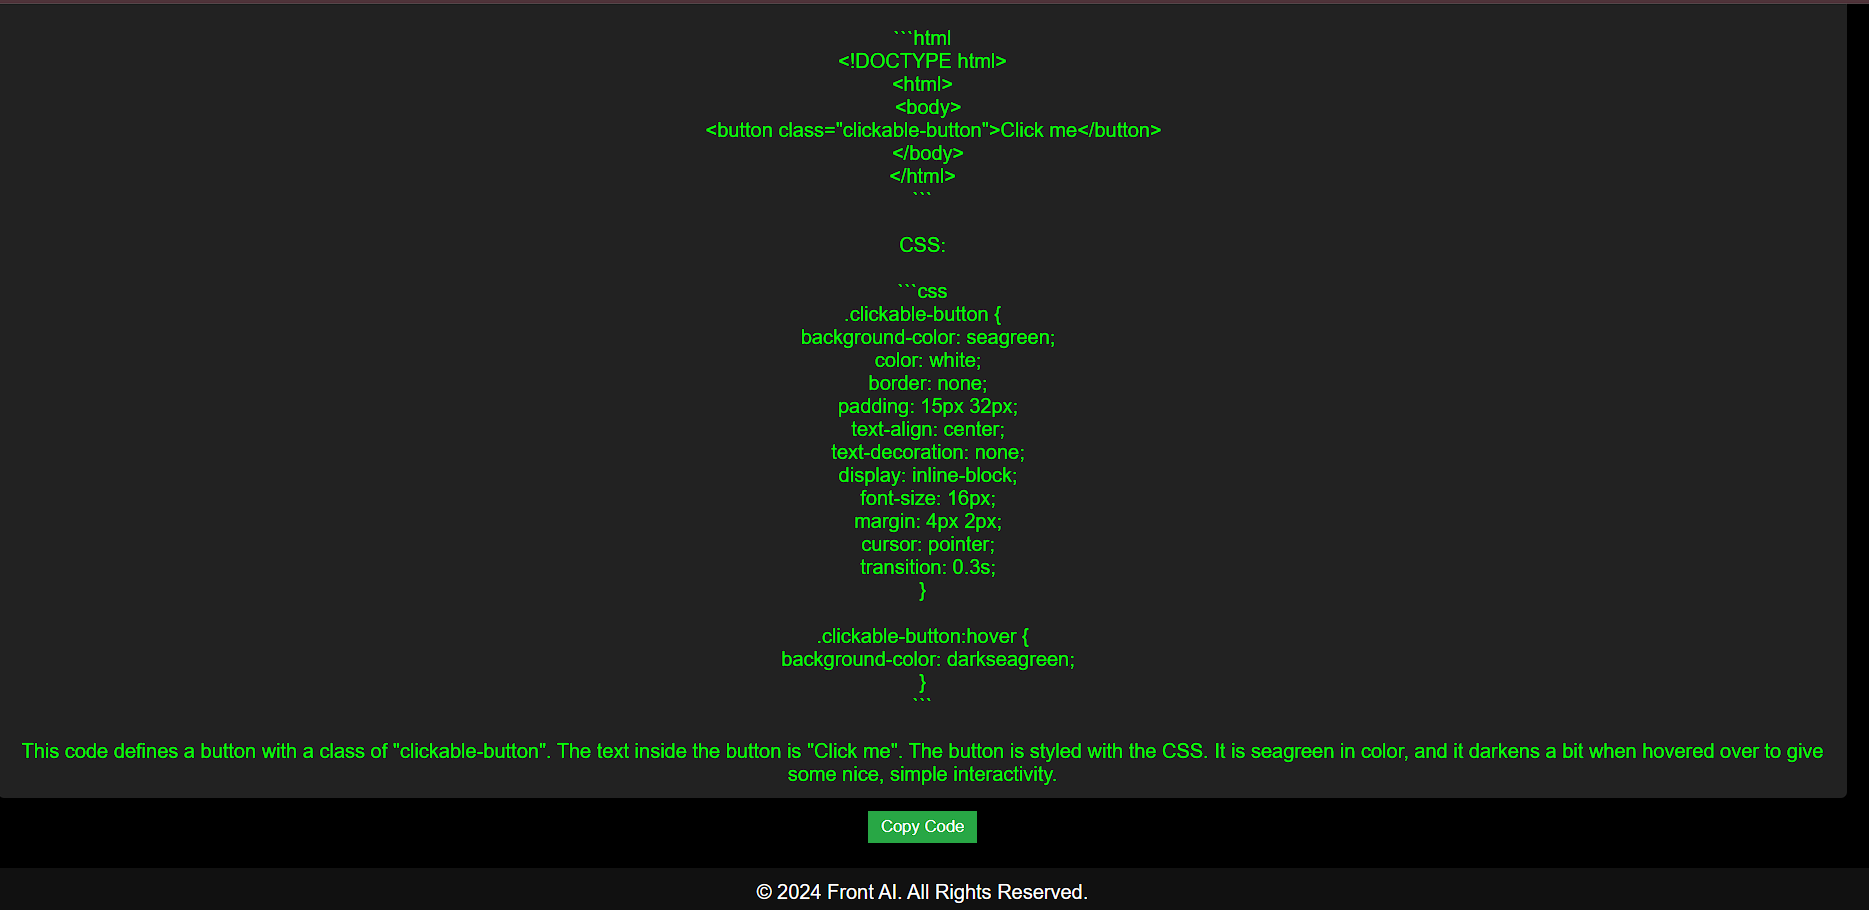 ```html
<!DOCTYPE html>
<html>
<body>
<button class="clickable-button">Click me</button>
</body>
</html>
```
CSS:
```css
.clickable-button {
background-color: seagreen;
color: white;
border: none;
padding: 15px 32px;
text-align: center;
text-decoration: none;
display: inline-block;
font-size: 16px;
margin: 4px 2px;
cursor: pointer;
transition: 0.3s;
}
.clickable-button:hover {
background-color: darkseagreen;
}
```
This code defines a button with a class of "clickable-button". The text inside the button is "Click me". The button is styled with the CSS. It is seagreen in color, and it darkens a bit when hovered over to give
some nice, simple interactivity.
Copy Code
© 2024 Front AI. All Rights Reserved.